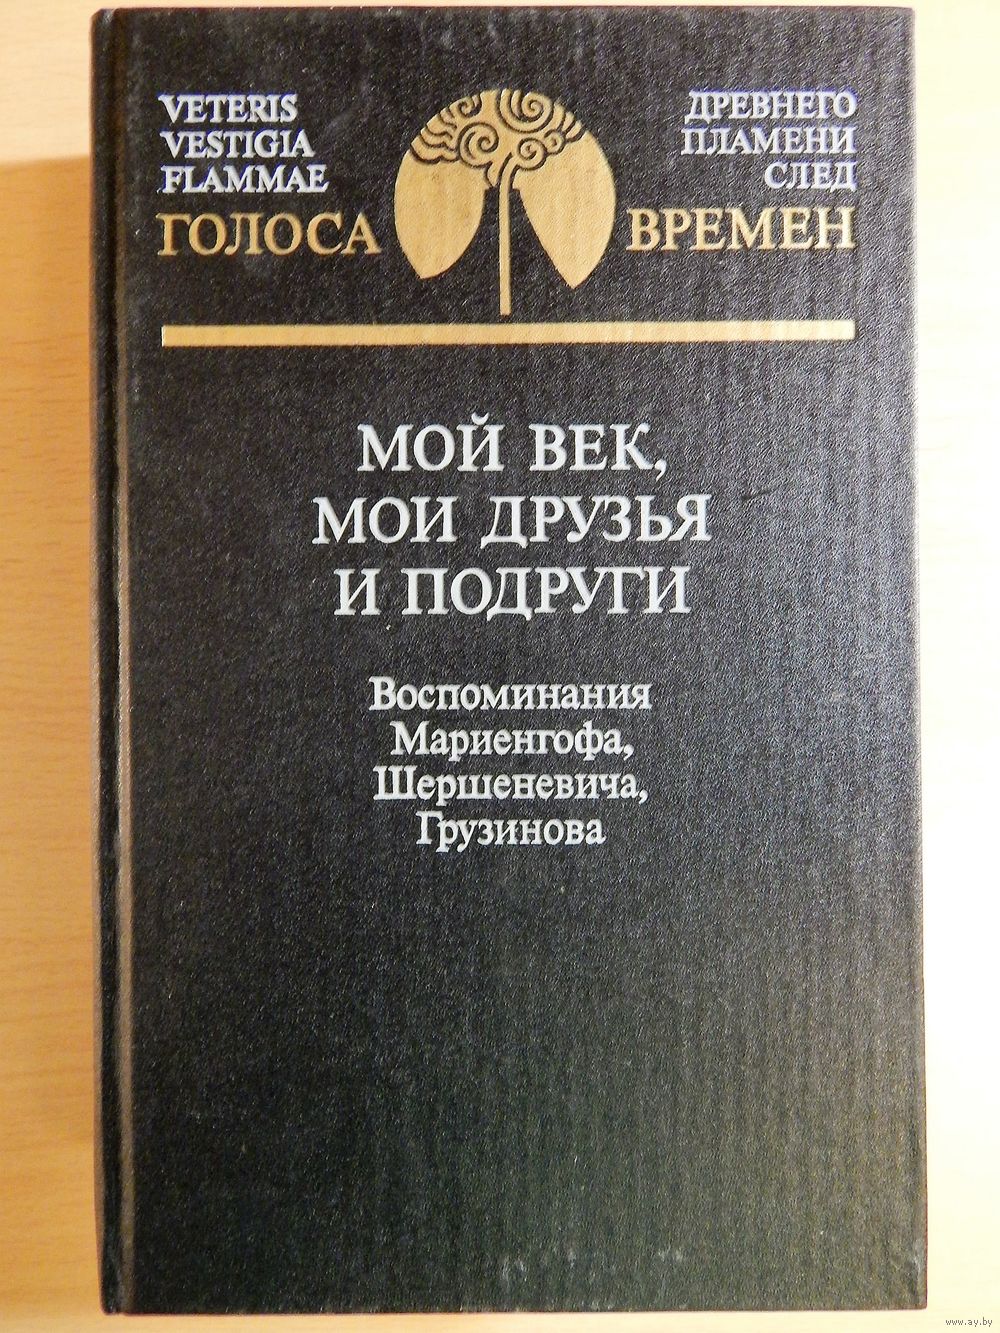 VETERIS
VESTIGIA
FLAMMAE
ДРЕВНЕГО
ПЛАМЕНИ
СЛЕД
ГОЛОСА ВРЕМЕН
МОЙ ВЕК,
МОИ ДРУЗЬЯ
И ПОДРУГИ
Воспоминания
Мариенгофа,
Шершеневича,
Грузинова
www.ay.by